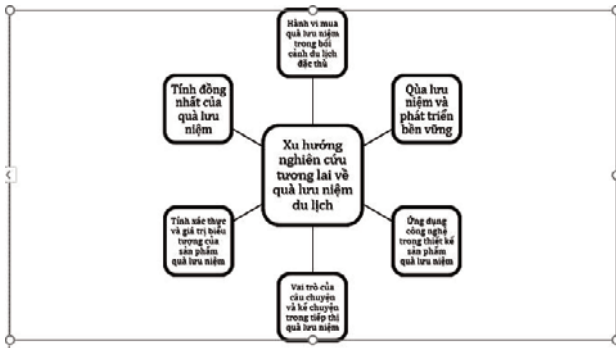 Hành vi mua
quà lưu niệm
trong bối
cảnh du lịch
đặc thù
Tính đồng
nhất của
quà lưu
niệm
Qùa lưu
niệm và
phát triển
bền vững
Xu hướng
nghiên cứu
tương lai về
quà lưu niệm
du lịch
Tính xác thực
và giá trị biểu
tượng của
sản phẩm
quà lưu niệm
Ứng dụng
công nghệ
trong thiết kế
sản phẩm
quà lưu niệm
Vai trò của
câu chuyện
và kể chuyện
trong tiếp thị
quà lưu niệm